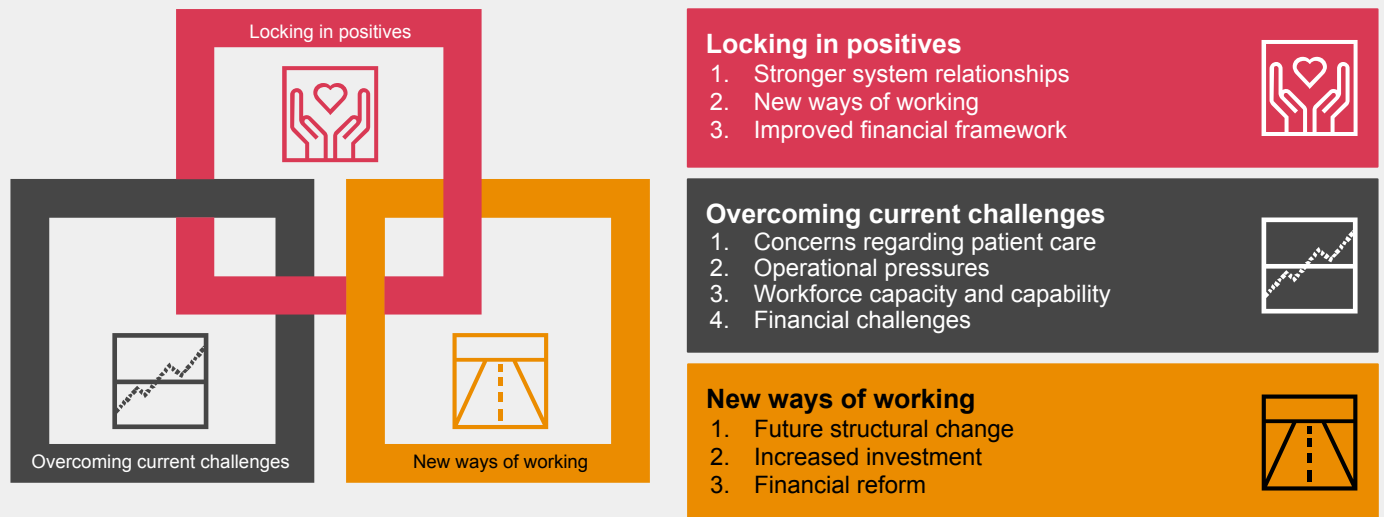 Locking in positives
Overcoming current challenges
New ways of working
Locking in positives
1. Stronger system relationships
2. New ways of working
3. Improved financial framework
Overcoming current challenges
1. Concerns regarding patient care
2. Operational pressures
3. Workforce capacity and capability
4. Financial challenges
New ways of working
1. Future structural change
2. Increased investment
3. Financial reform